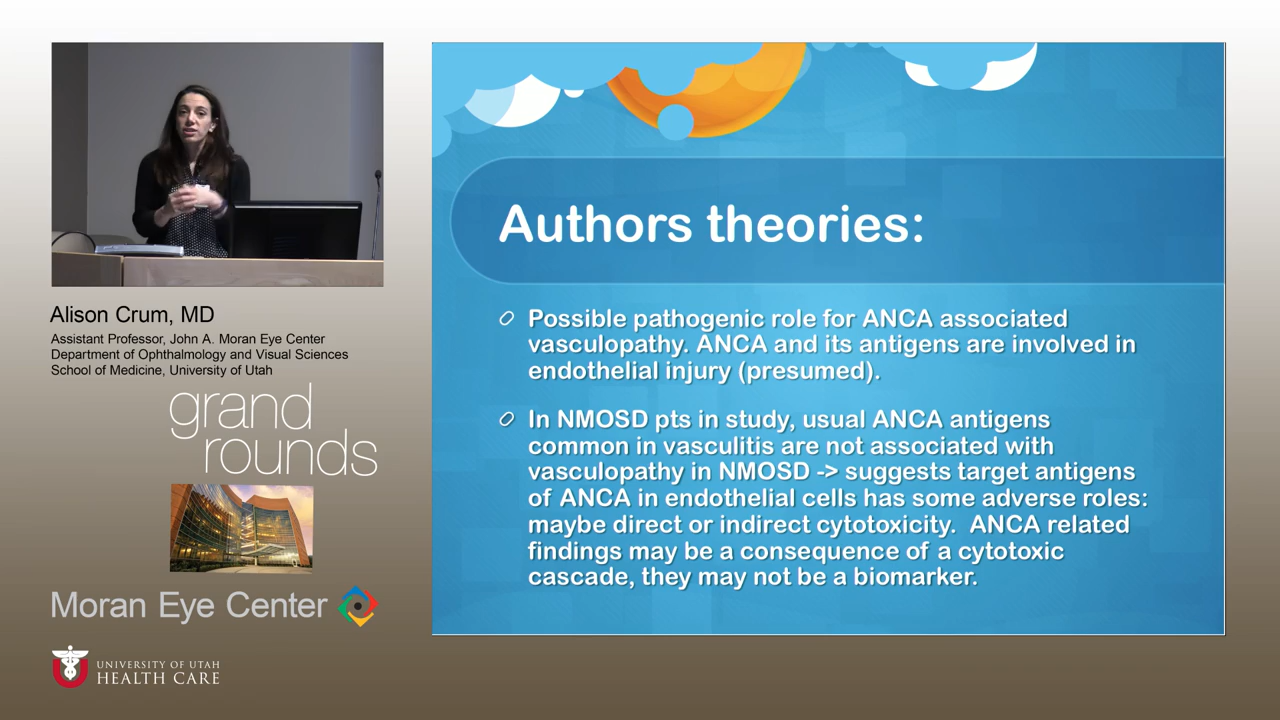 Alison Crum, MD
Assistant Professor, John A. Moran Eye Center
Department of Ophthalmology and Visual Sciences
School of Medicine, University of Utah
grand
rounds
Moran Eye Center
UNIVERSITY OF UTAH
HEALTH CARE
Authors theories:
Possible pathogenic role for ANCA associated
vasculopathy. ANCA and its antigens are involved in
endothelial injury (presumed).
In NMOSD pts in study, usual ANCA antigens
common in vasculitis are not associated with
vasculopathy in NMOSD -> suggests target antigens
of ANCA in endothelial cells has some adverse roles:
maybe direct or indirect cytotoxicity. ANCA related
findings may be a consequence of a cytotoxic
cascade, they may not be a biomarker.